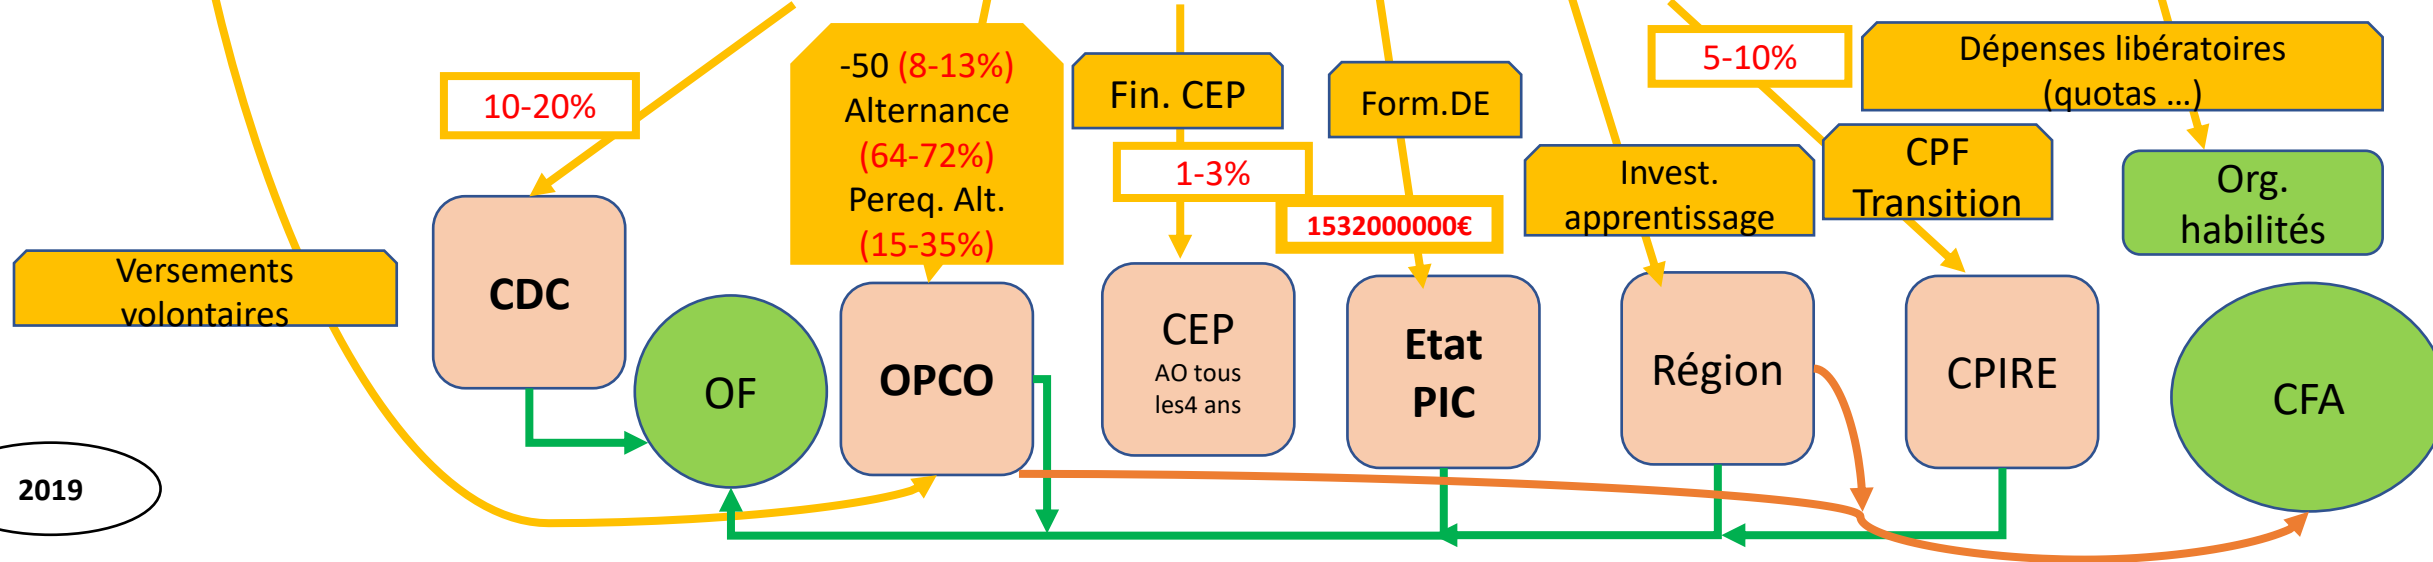 10-20%
-50 (8-13%)
Alternance
(64-72%)
Pereq. Alt.
(15-35%)
Fin. CEP
1-3%
Form.DE
1532000000€
Invest.
apprentissage
5-10%
CPF
Transition
Dépenses libératoires
(quotas ...)
Org.
habilités
Versements
volontaires
CDC
OF
OPCO
CEP
AO tous
les4 ans
Etat
PIC
Région
CPIRE
CFA
2019